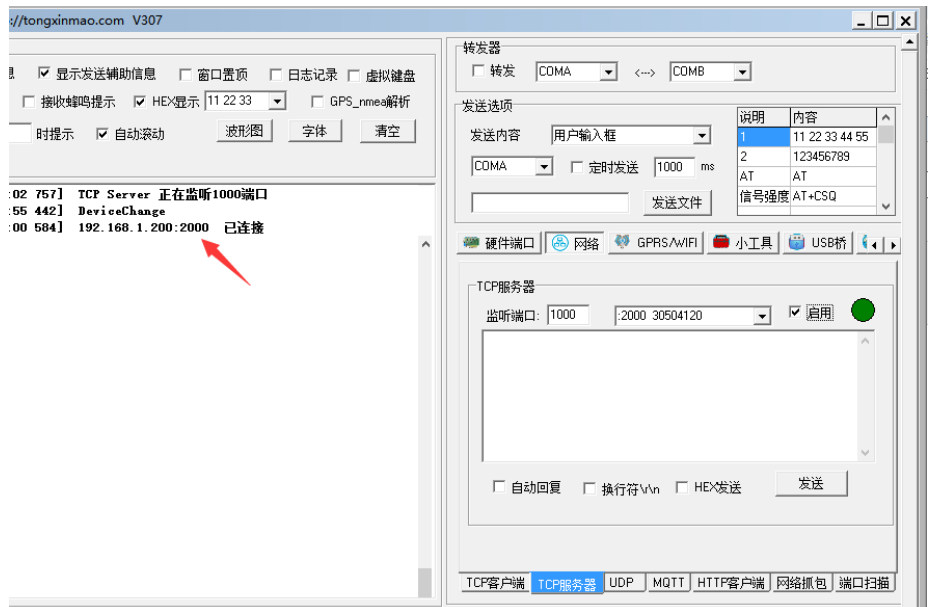 ://tongxinmao.com V307
显示发送辅助信息 窗口置顶 日志记录 虚拟键盘
接收蜂鸣提示 HEX显示 11 22 33 GPS_nmea解析
时提示 自动滚动 波形图 字体 清空
:02 757] TCP Server 正在监听1000端口
:55 442] DeviceChange
:00 584] 192.168.1.200:2000 已连接
转发器
转发 COMA <---> COMB
发送选项
发送内容 用户输入框
COMA 定时发送 1000 ms
发送文件
说明 内容
1 11 22 33 44 55
2 123456789
AT AT
信号强度 AT+CSQ
硬件端口 网络 GPRS/WIFI 小工具 USB桥
TCP服务器
监听端口: 1000 :2000 30504120 启用
自动回复 换行符\r\n HEX发送 发送
TCP客户端 TCP服务器 UDP MQTT HTTP客户端 网络抓包 端口扫描